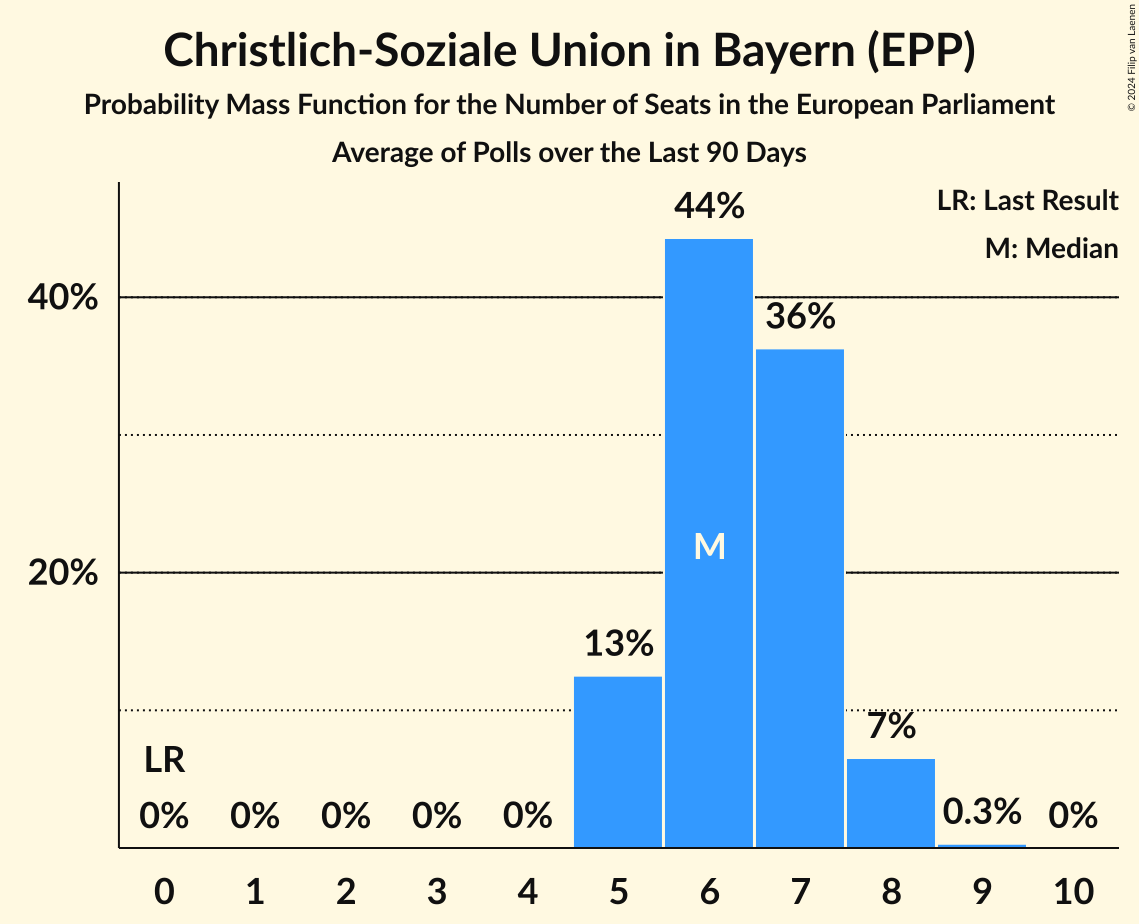 Christlich-Soziale Union in Bayern (EPP)
Probability Mass Function for the Number of Seats in the European Parliament
Average of Polls over the Last 90 Days
© 2024 Filip van Laenen
LR: Last Result
M: Median
44%
40%
36%
M
20%
13%
7%
LR
0% 0% 0% 0% 0% 0.3% 0%
0 1 2 3 4 5 6 7 8 9 10